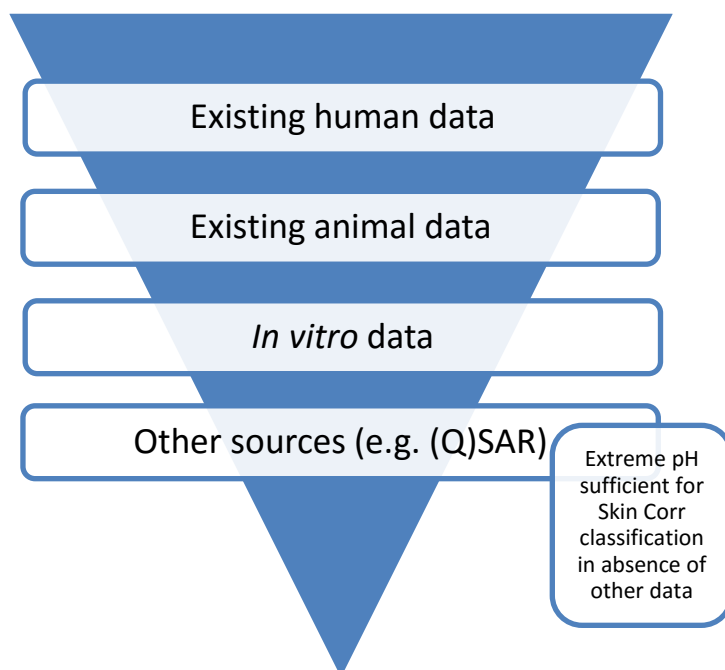 Existing human data
Existing animal data
In vitro data
Other sources (e.g. (Q)SAR)
Extreme pH
sufficient for
Skin Corr
classification
in absence of
other data